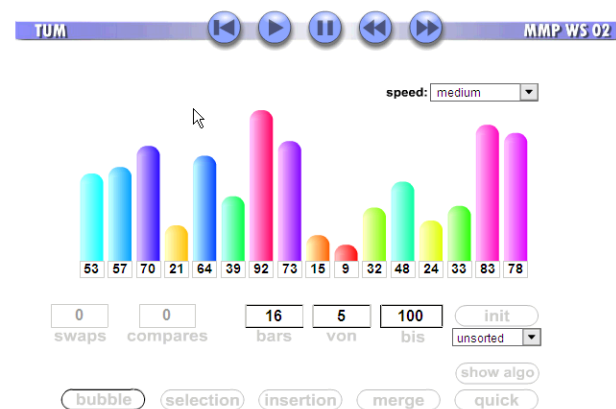 TUM MMP WS 02
speed: medium
53 57 70 21 64 39 92 73 15 9 32 48 24 33 83 78
0 0 16 5 100 init
swaps compares bars von bis unsorted
show algo
bubble selection insertion merge quick